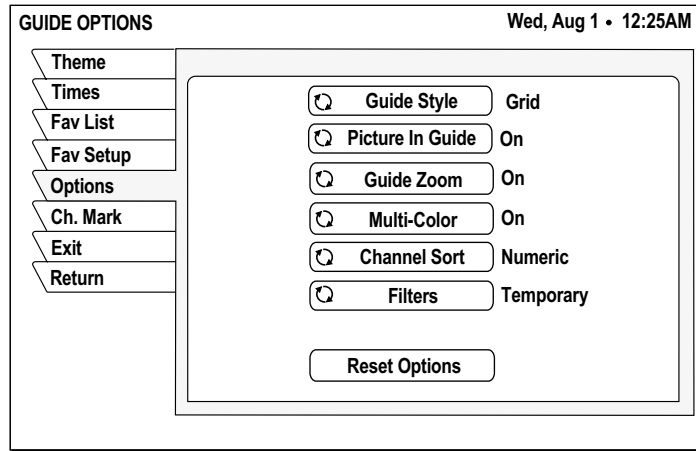 GUIDE OPTIONS Wed, Aug 1 • 12:25AM
Theme
Times
Fav List
Fav Setup
Options
Ch. Mark
Exit
Return
Guide Style Grid
Picture In Guide On
Guide Zoom On
Multi-Color On
Channel Sort Numeric
Filters Temporary
Reset Options